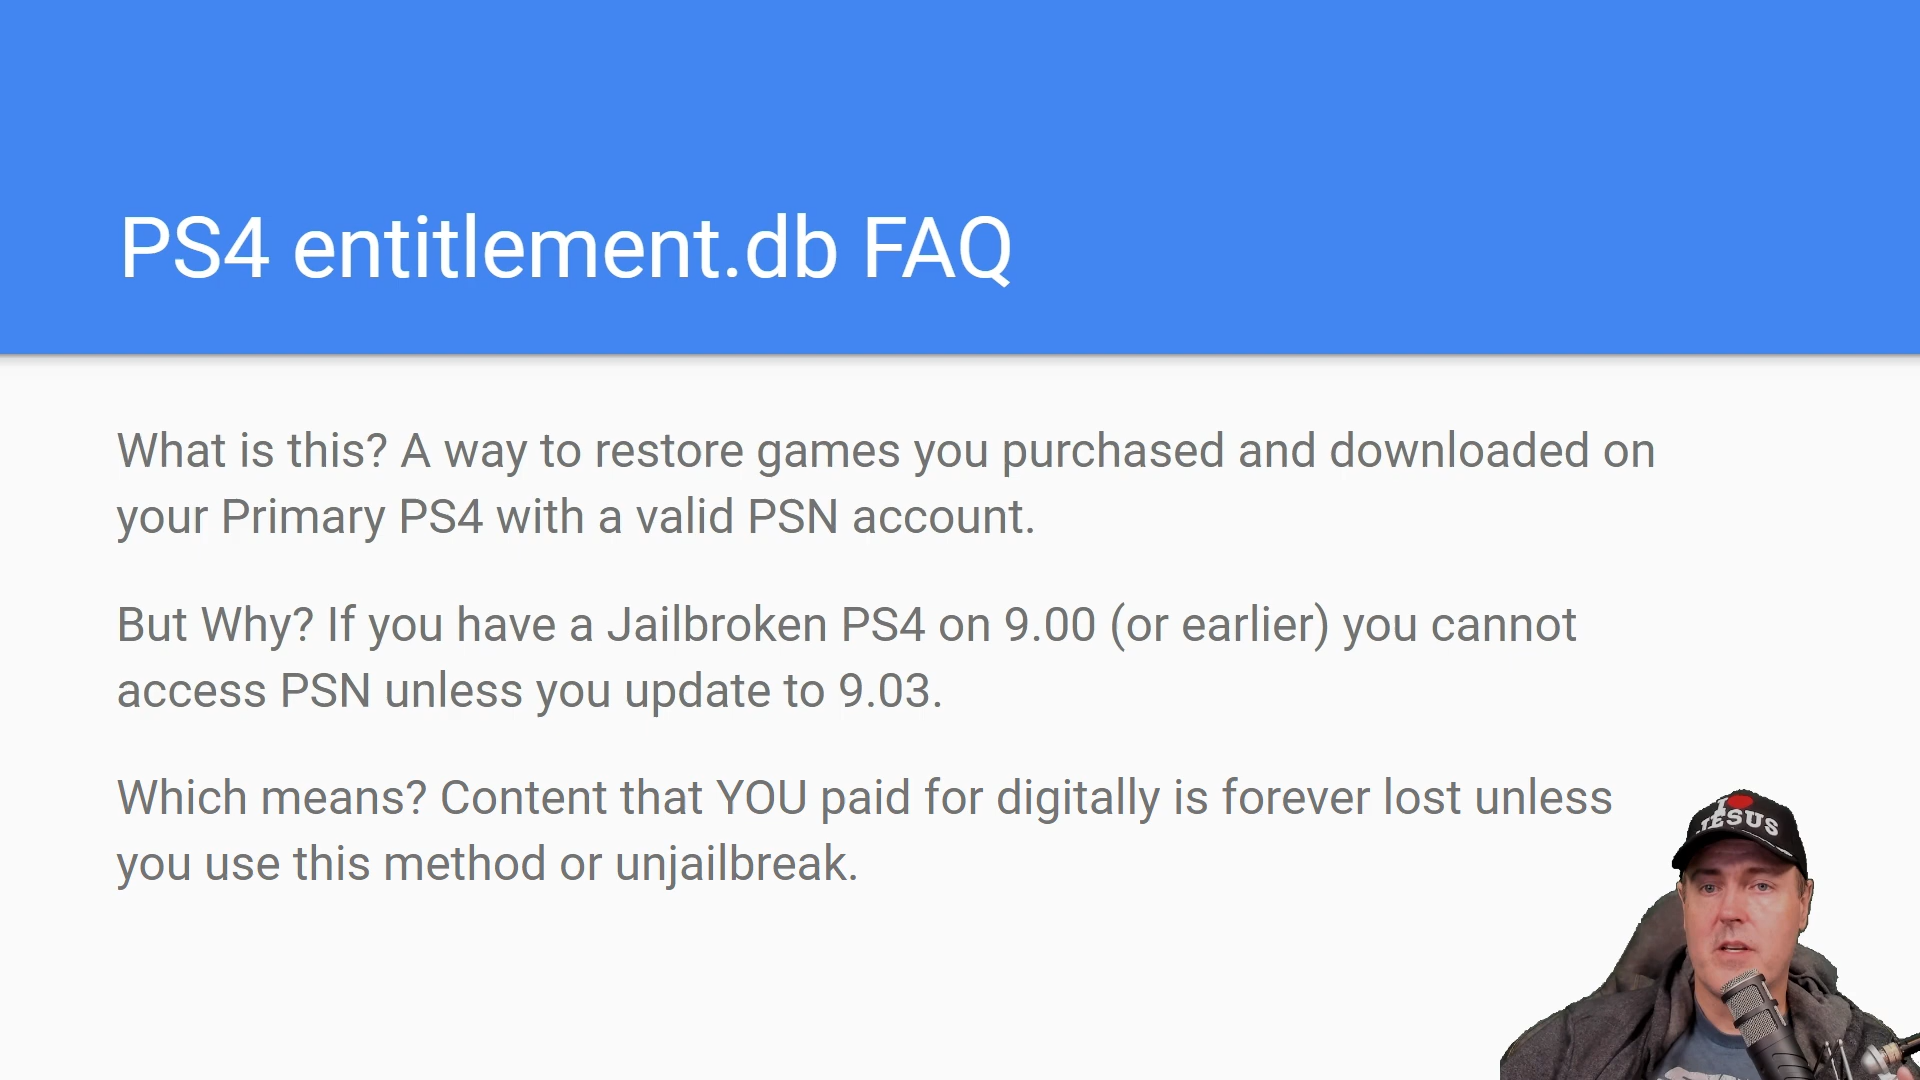 PS4 entitlement.db FAQ
What is this? A way to restore games you purchased and downloaded on
your Primary PS4 with a valid PSN account.
But Why? If you have a Jailbroken PS4 on 9.00 (or earlier) you cannot
access PSN unless you update to 9.03.
Which means? Content that YOU paid for digitally is forever lost unless
you use this method or unjailbreak.
I
JESUS